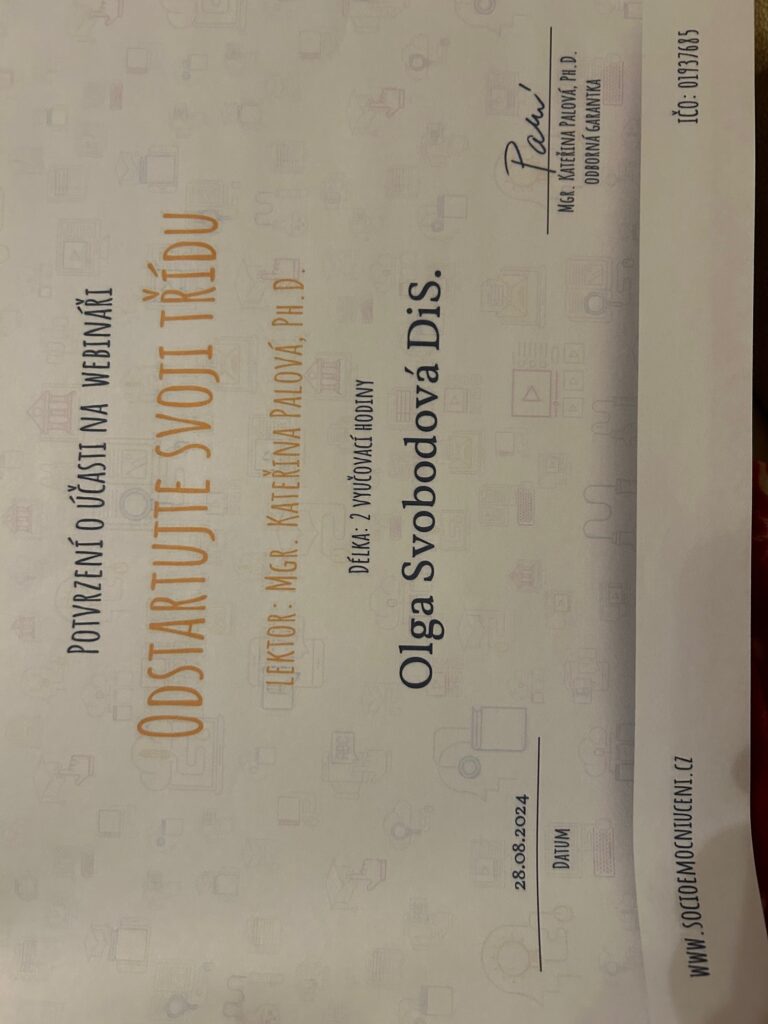 POTVRZENÍ O ÚČASTI NA WEBINÁŘI
ODSTARTUJTE SVOJI TŘÍDU
LEKTOR: MGR. KATEŘINA PALOVÁ, PH.D.
DÉLKA: 2 VYUČOVACÍ HODINY
Olga Svobodová DiS.
28.08.2024
DATUM
MGR. KATEŘINA PALOVÁ, PH.D.
ODBORNÁ GARANTKA
WWW.SOCIOEMOCNIUCENI.CZ
IČO: 01937685